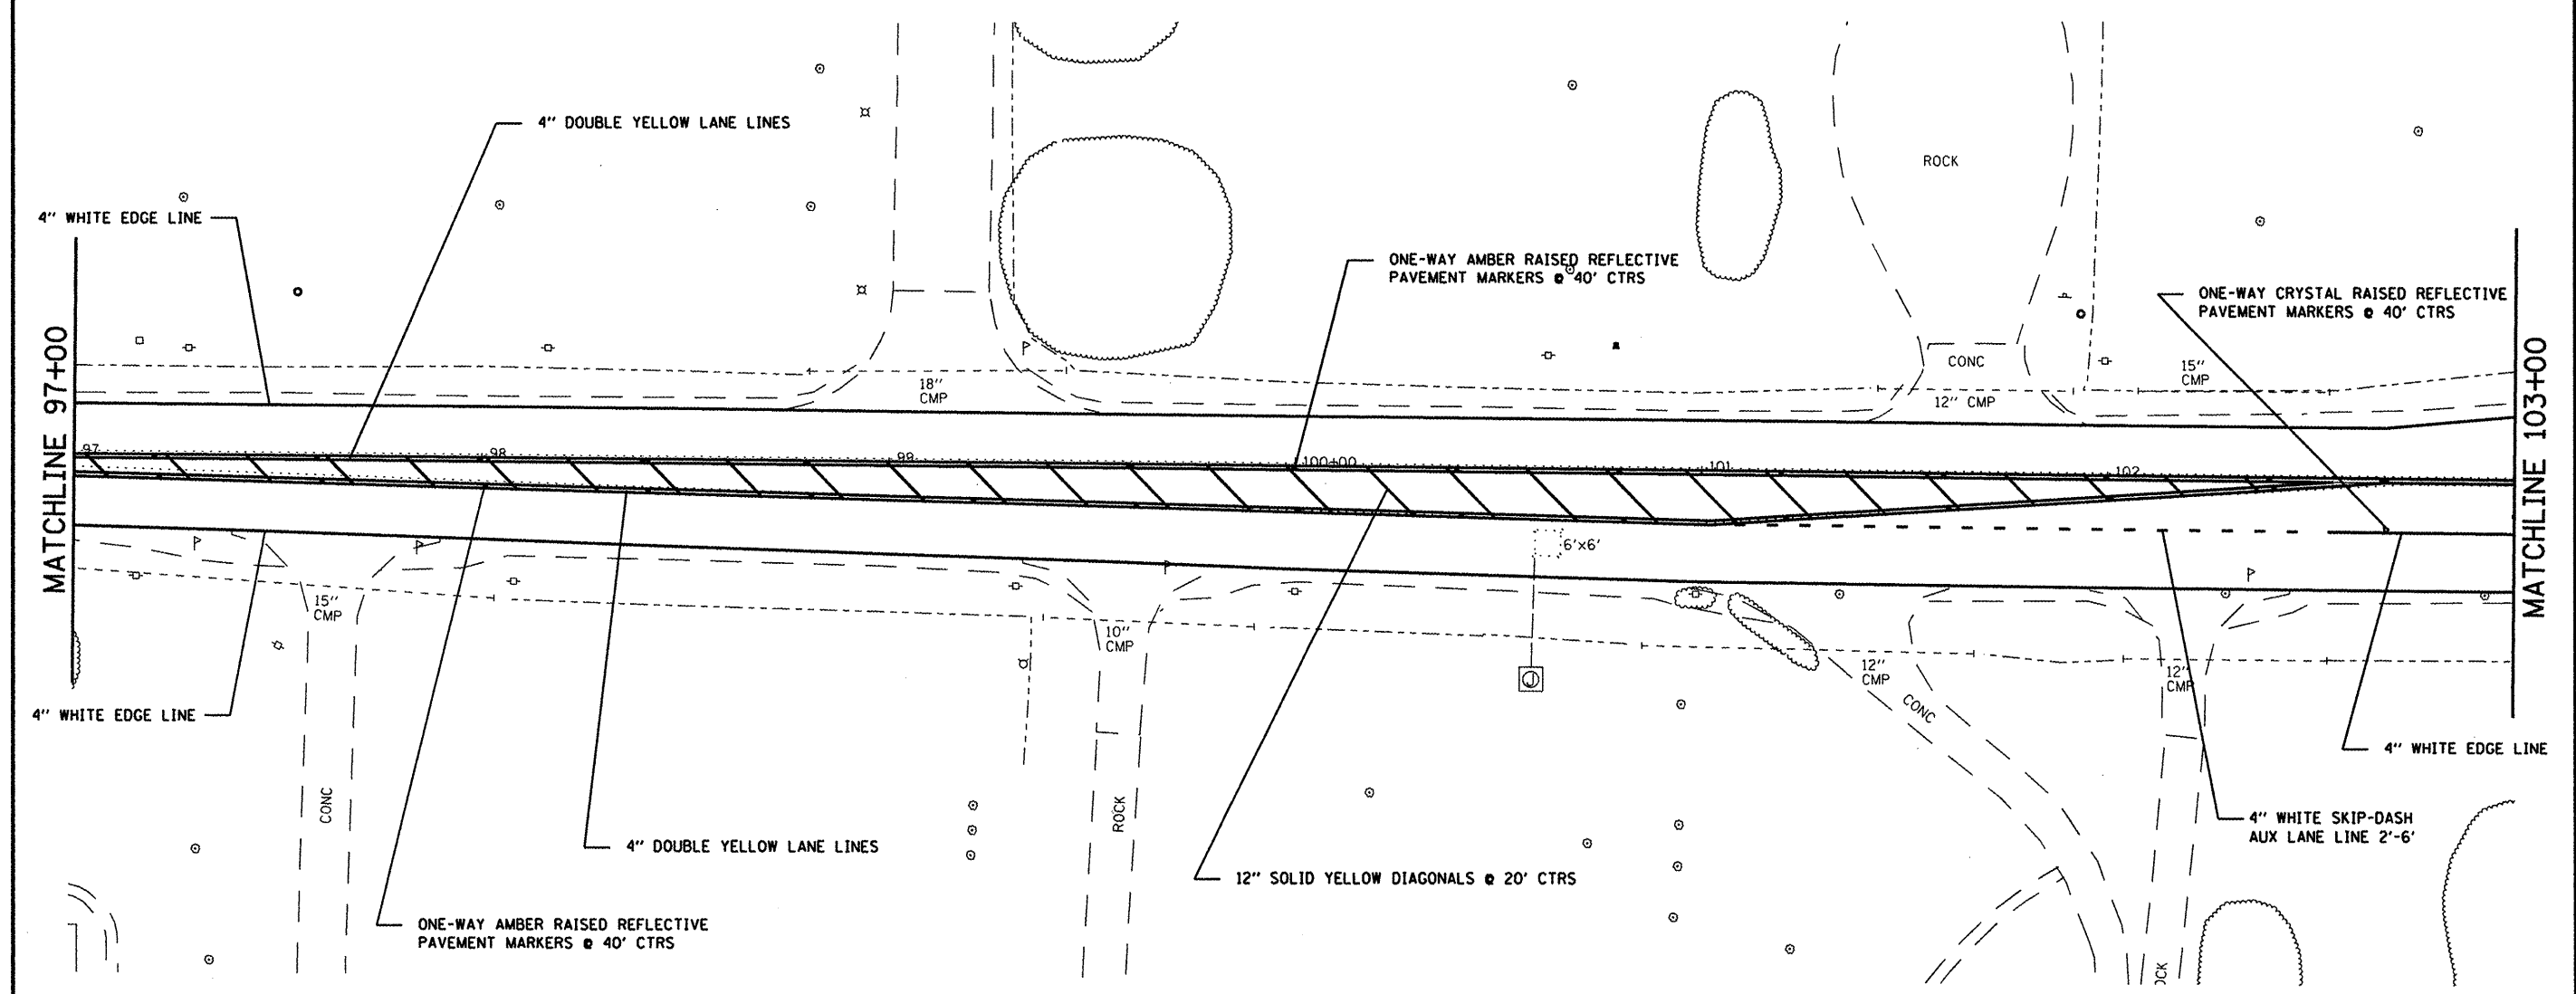 4" DOUBLE YELLOW LANE LINES
ROCK
4" WHITE EDGE LINE
ONE-WAY AMBER RAISED REFLECTIVE
PAVEMENT MARKERS @ 40' CTRS
ONE-WAY CRYSTAL RAISED REFLECTIVE
PAVEMENT MARKERS @ 40' CTRS
MATCHLINE 97+00
MATCHLINE 103+00
CONC
15"
CMP
18"
CMP
12" CMP
97
98
99
100+00
101
102
6'x6'
15"
CMP
10"
CMP
12"
CMP
12"
CMP
J
CONC
4" WHITE EDGE LINE
4" WHITE EDGE LINE
CONC
ROCK
4" WHITE SKIP-DASH
AUX LANE LINE 2'-6'
4" DOUBLE YELLOW LANE LINES
12" SOLID YELLOW DIAGONALS @ 20' CTRS
ONE-WAY AMBER RAISED REFLECTIVE
PAVEMENT MARKERS @ 40' CTRS